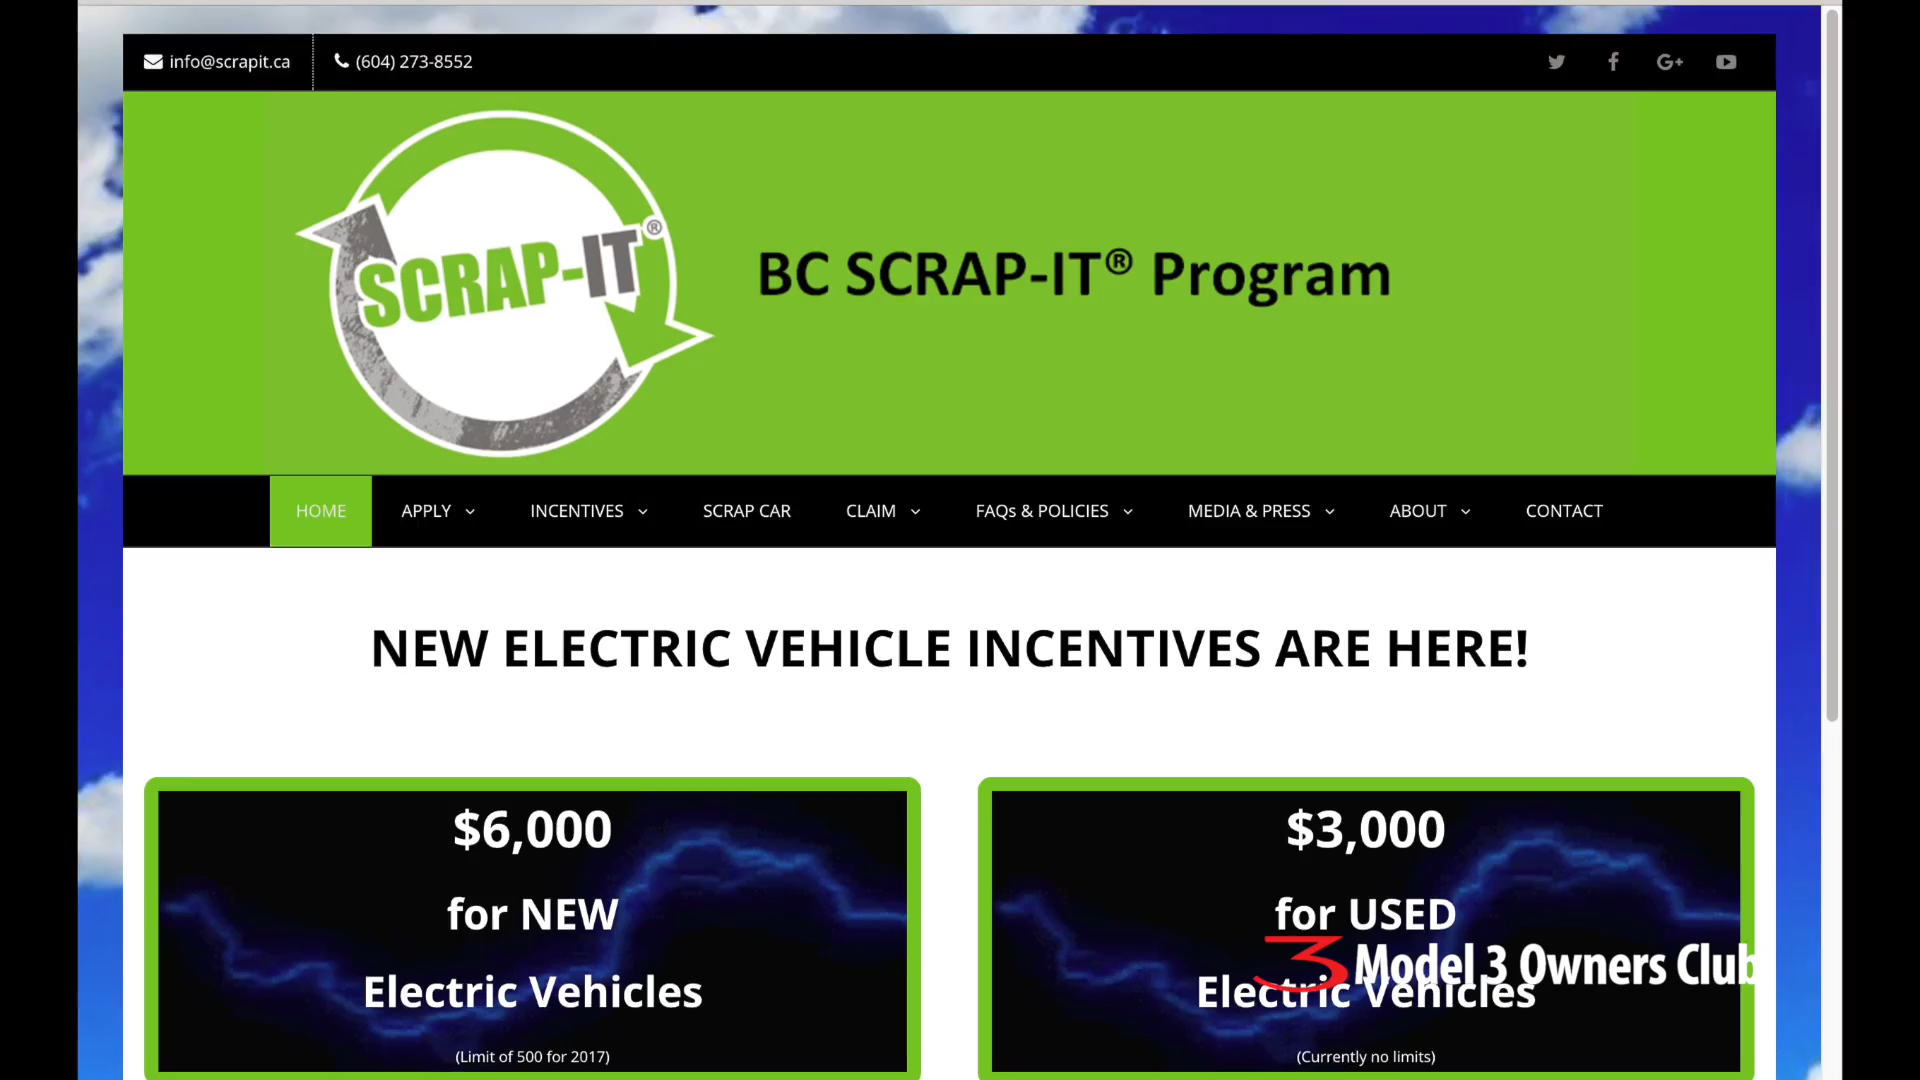 info@scrapit.ca
(604) 273-8552
SCRAP-IT®
BC SCRAP-IT® Program
HOME APPLY INCENTIVES SCRAP CAR CLAIM FAQs & POLICIES MEDIA & PRESS ABOUT CONTACT
NEW ELECTRIC VEHICLE INCENTIVES ARE HERE!
$6,000
for NEW
Electric Vehicles
(Limit of 500 for 2017)
$3,000
for USED
Electric Vehicles
(Currently no limits)
3 Model 3 Owners Club